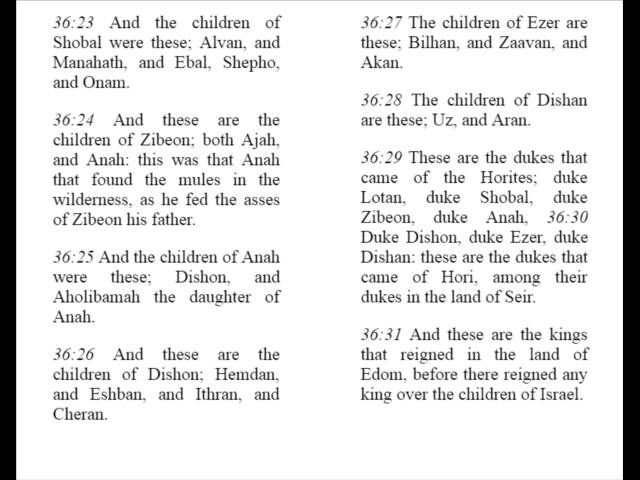 36:23 And the children of
Shobal were these; Alvan, and
Manahath, and Ebal, Shepho,
and Onam.
36:24 And these are the
children of Zibeon; both Ajah,
and Anah: this was that Anah
that found the mules in the
wilderness, as he fed the asses
of Zibeon his father.
36:25 And the children of Anah
were these; Dishon, and
Aholibamah the daughter of
Anah.
36:26 And these are the
children of Dishon; Hemdan,
and Eshban, and Ithran, and
Cheran.
36:27 The children of Ezer are
these; Bilhan, and Zaavan, and
Akan.
36:28 The children of Dishan
are these; Uz, and Aran.
36:29 These are the dukes that
came of the Horites; duke
Lotan, duke Shobal, duke
Zibeon, duke Anah, 36:30
Duke Dishon, duke Ezer, duke
Dishan: these are the dukes that
came of Hori, among their
dukes in the land of Seir.
36:31 And these are the kings
that reigned in the land of
Edom, before there reigned any
king over the children of Israel.